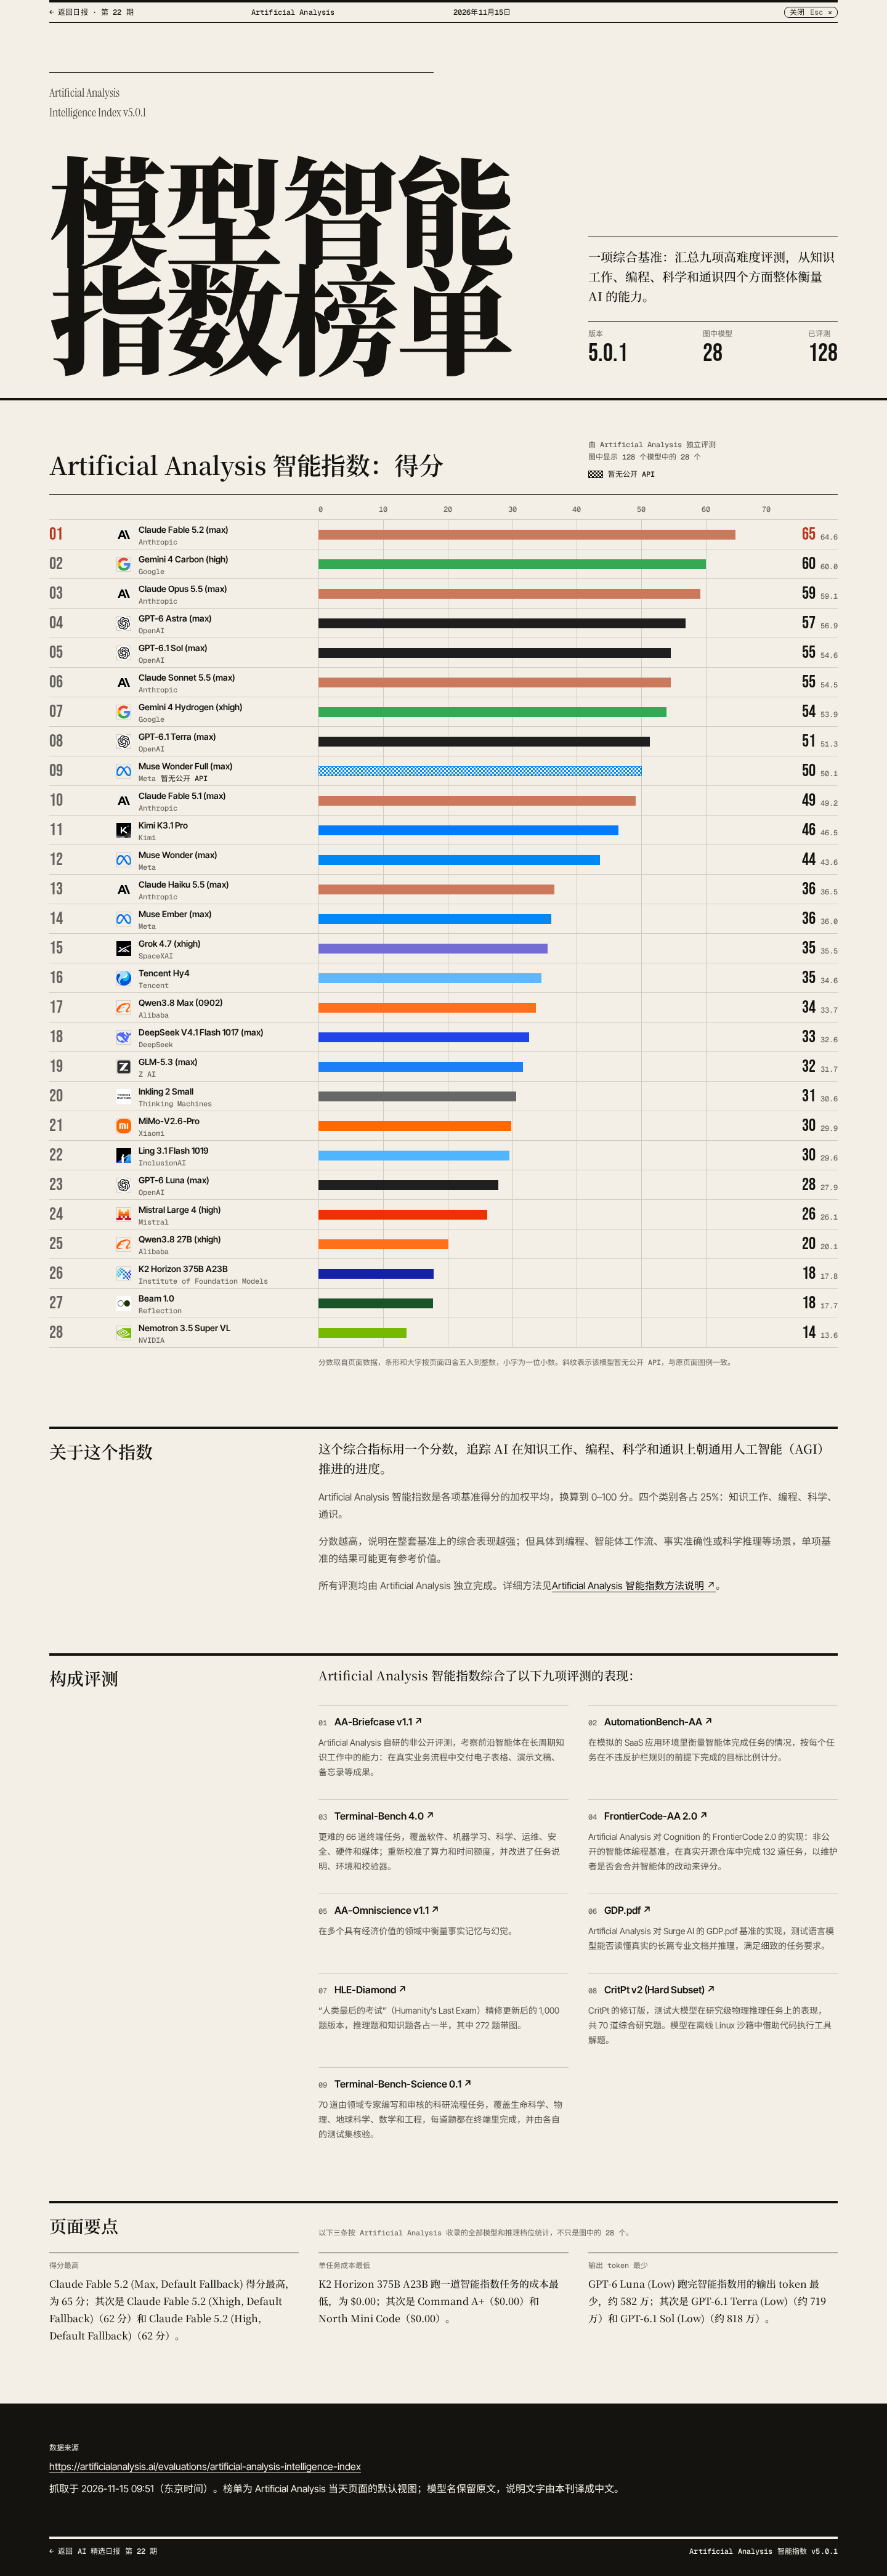 ← 返回日报 · 第 22 期
Artificial Analysis
2026年11月15日
关闭 Esc ×
Artificial Analysis
Intelligence Index v5.0.1
模型智能
指数榜单
一项综合基准：汇总九项高难度评测，从知识
工作、编程、科学和通识四个方面整体衡量
AI 的能力。
版本
5.0.1
图中模型
28
已评测
128
Artificial Analysis 智能指数：得分
由 Artificial Analysis 独立评测
图中显示 128 个模型中的 28 个
暂无公开 API
0 10 20 30 40 50 60 70
01 Claude Fable 5.2 (max) 65 64.6
Anthropic
02 Gemini 4 Carbon (high) 60 60.0
Google
03 Claude Opus 5.5 (max) 59 59.1
Anthropic
04 GPT-6 Astra (max) 57 56.9
OpenAI
05 GPT-6.1 Sol (max) 55 54.6
OpenAI
06 Claude Sonnet 5.5 (max) 55 54.5
Anthropic
07 Gemini 4 Hydrogen (xhigh) 54 53.9
Google
08 GPT-6.1 Terra (max) 51 51.3
OpenAI
09 Muse Wonder Full (max) 50 50.1
Meta 暂无公开 API
10 Claude Fable 5.1 (max) 49 49.2
Anthropic
11 Kimi K3.1 Pro 46 46.5
Kimi
12 Muse Wonder (max) 44 43.6
Meta
13 Claude Haiku 5.5 (max) 36 36.5
Anthropic
14 Muse Ember (max) 36 36.0
Meta
15 Grok 4.7 (xhigh) 35 35.5
SpaceXAI
16 Tencent Hy4 35 34.6
Tencent
17 Qwen3.8 Max (0902) 34 33.7
Alibaba
18 DeepSeek V4.1 Flash 1017 (max) 33 32.6
DeepSeek
19 GLM-5.3 (max) 32 31.7
Z AI
20 Inkling 2 Small 31 30.6
Thinking Machines
21 MiMo-V2.6-Pro 30 29.9
Xiaomi
22 Ling 3.1 Flash 1019 30 29.6
InclusionAI
23 GPT-6 Luna (max) 28 27.9
OpenAI
24 Mistral Large 4 (high) 26 26.1
Mistral
25 Qwen3.8 27B (xhigh) 20 20.1
Alibaba
26 K2 Horizon 375B A23B 18 17.8
Institute of Foundation Models
27 Beam 1.0 18 17.7
Reflection
28 Nemotron 3.5 Super VL 14 13.6
NVIDIA
分数取自页面数据，条形和大字按页面四舍五入到整数，小字为一位小数。斜纹表示该模型暂无公开 API，与原页面图例一致。
关于这个指数
这个综合指标用一个分数，追踪 AI 在知识工作、编程、科学和通识上朝通用人工智能（AGI）
推进的进度。
Artificial Analysis 智能指数是各项基准得分的加权平均，换算到 0–100 分。四个类别各占 25%：知识工作、编程、科学、
通识。
分数越高，说明在整套基准上的综合表现越强；但具体到编程、智能体工作流、事实准确性或科学推理等场景，单项基
准的结果可能更有参考价值。
所有评测均由 Artificial Analysis 独立完成。详细方法见Artificial Analysis 智能指数方法说明 ↗。
构成评测
Artificial Analysis 智能指数综合了以下九项评测的表现：
01 AA-Briefcase v1.1 ↗
Artificial Analysis 自研的非公开评测，考察前沿智能体在长周期知
识工作中的能力：在真实业务流程中交付电子表格、演示文稿、
备忘录等成果。
02 AutomationBench-AA ↗
在模拟的 SaaS 应用环境里衡量智能体完成任务的情况，按每个任
务在不违反护栏规则的前提下完成的目标比例计分。
03 Terminal-Bench 4.0 ↗
更难的 66 道终端任务，覆盖软件、机器学习、科学、运维、安
全、硬件和媒体；重新校准了算力和时间额度，并改进了任务说
明、环境和校验器。
04 FrontierCode-AA 2.0 ↗
Artificial Analysis 对 Cognition 的 FrontierCode 2.0 的实现：非公
开的智能体编程基准，在真实开源仓库中完成 132 道任务，以维护
者是否会合并智能体的改动来评分。
05 AA-Omniscience v1.1 ↗
在多个具有经济价值的领域中衡量事实记忆与幻觉。
06 GDP.pdf ↗
Artificial Analysis 对 Surge AI 的 GDP.pdf 基准的实现，测试语言模
型能否读懂真实的长篇专业文档并推理，满足细致的任务要求。
07 HLE-Diamond ↗
“人类最后的考试”（Humanity's Last Exam）精修更新后的 1,000
题版本，推理题和知识题各占一半，其中 272 题带图。
08 CritPt v2 (Hard Subset) ↗
CritPt 的修订版，测试大模型在研究级物理推理任务上的表现，
共 70 道综合研究题。模型在离线 Linux 沙箱中借助代码执行工具
解题。
09 Terminal-Bench-Science 0.1 ↗
70 道由领域专家编写和审核的科研流程任务，覆盖生命科学、物
理、地球科学、数学和工程，每道题都在终端里完成，并由各自
的测试集核验。
页面要点
以下三条按 Artificial Analysis 收录的全部模型和推理档位统计，不只是图中的 28 个。
得分最高
Claude Fable 5.2 (Max, Default Fallback) 得分最高，
为 65 分；其次是 Claude Fable 5.2 (Xhigh, Default
Fallback)（62 分）和 Claude Fable 5.2 (High,
Default Fallback)（62 分）。
单任务成本最低
K2 Horizon 375B A23B 跑一道智能指数任务的成本最
低，为 $0.00；其次是 Command A+（$0.00）和
North Mini Code（$0.00）。
输出 token 最少
GPT-6 Luna (Low) 跑完智能指数用的输出 token 最
少，约 582 万；其次是 GPT-6.1 Terra (Low)（约 719
万）和 GPT-6.1 Sol (Low)（约 818 万）。
数据来源
https://artificialanalysis.ai/evaluations/artificial-analysis-intelligence-index
抓取于 2026-11-15 09:51（东京时间）。榜单为 Artificial Analysis 当天页面的默认视图；模型名保留原文，说明文字由本刊译成中文。
← 返回 AI 精选日报 第 22 期
Artificial Analysis 智能指数 v5.0.1